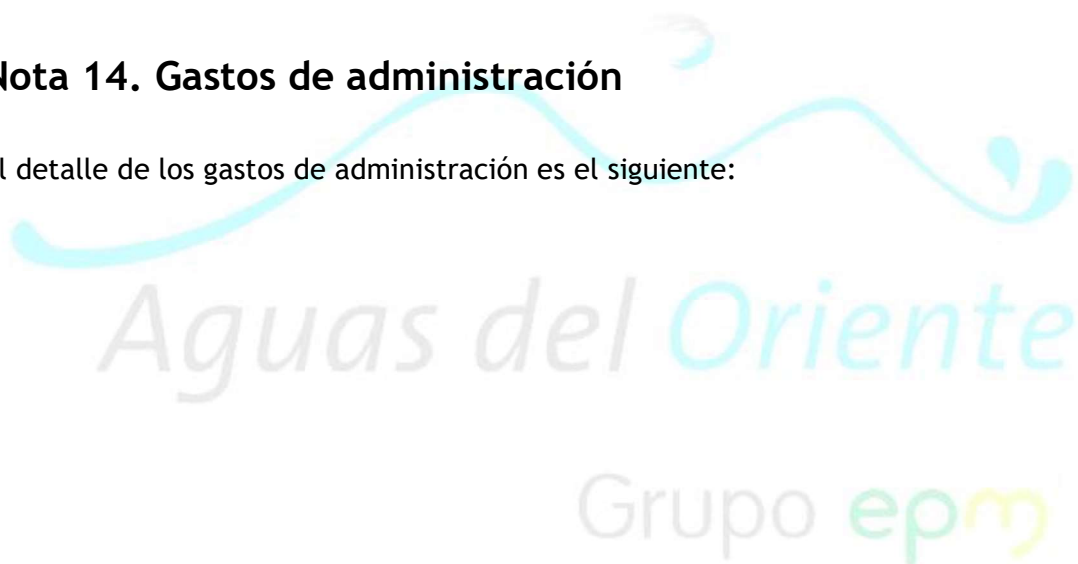 Nota 14. Gastos de administración
l detalle de los gastos de administración es el siguiente:
Aguas del Oriente
Grupo epm